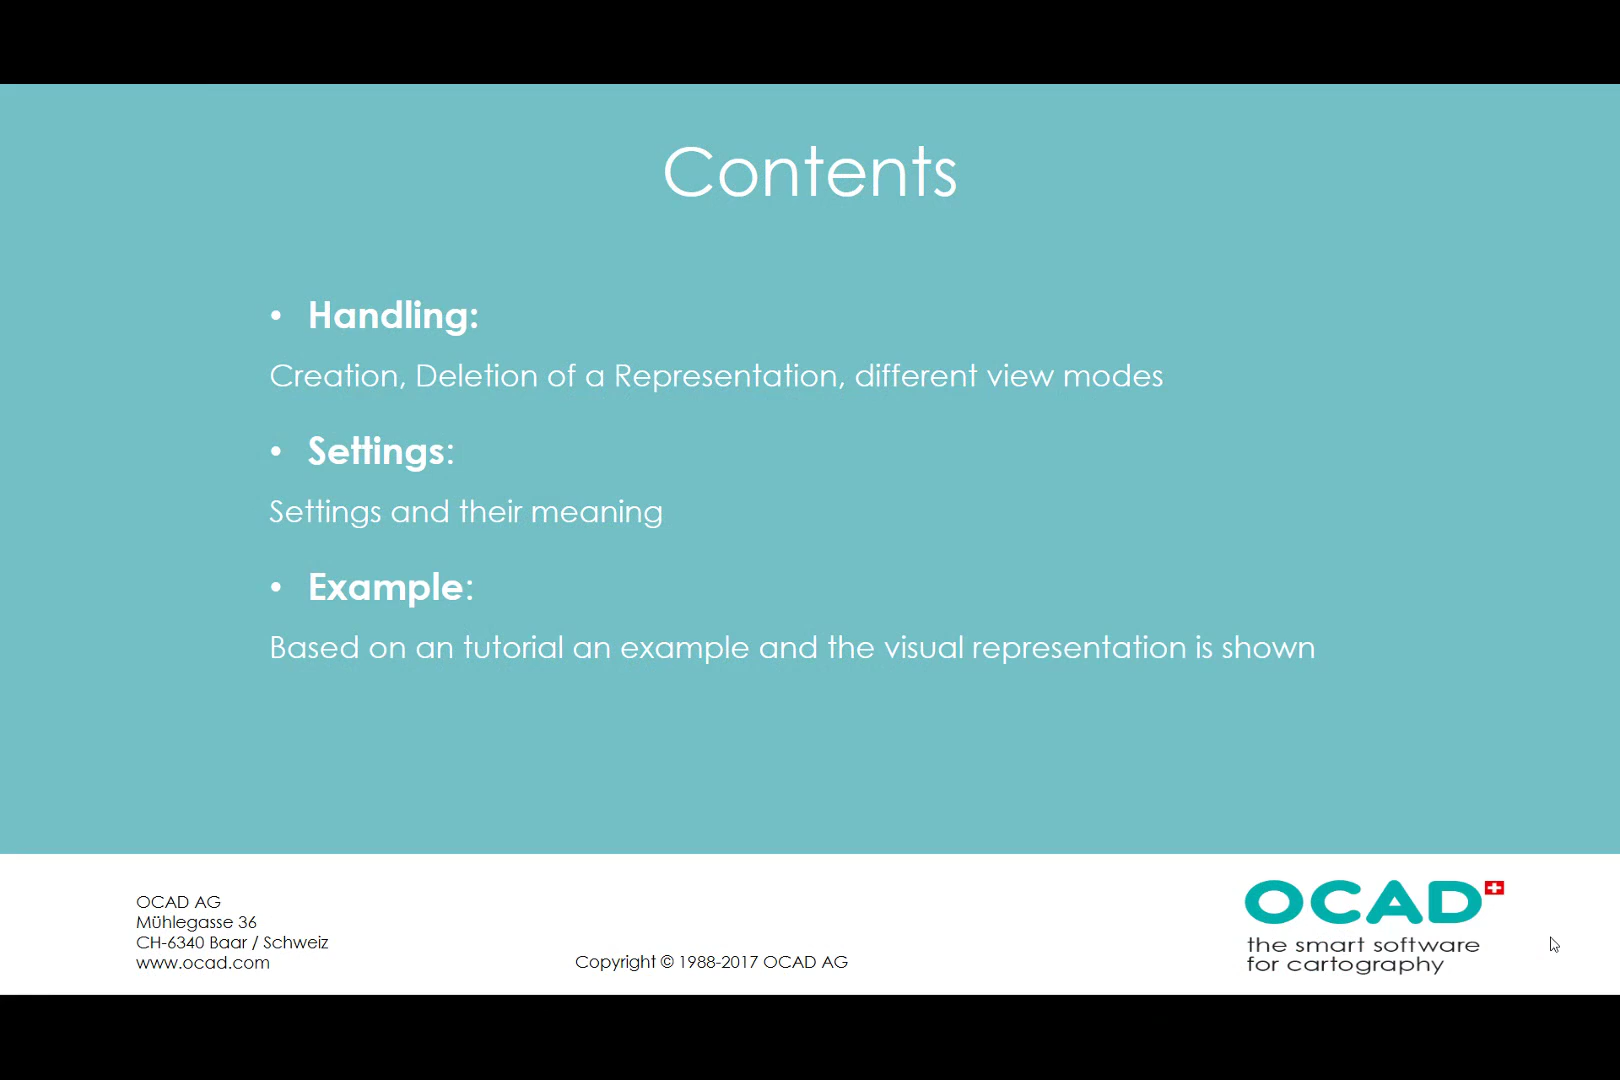 Contents
• Handling:
Creation, Deletion of a Representation, different view modes
• Settings:
Settings and their meaning
• Example:
Based on an tutorial an example and the visual representation is shown
OCAD AG
Mühlegasse 36
CH-6340 Baar / Schweiz
www.ocad.com
Copyright © 1988-2017 OCAD AG
OCAD
the smart software
for cartography